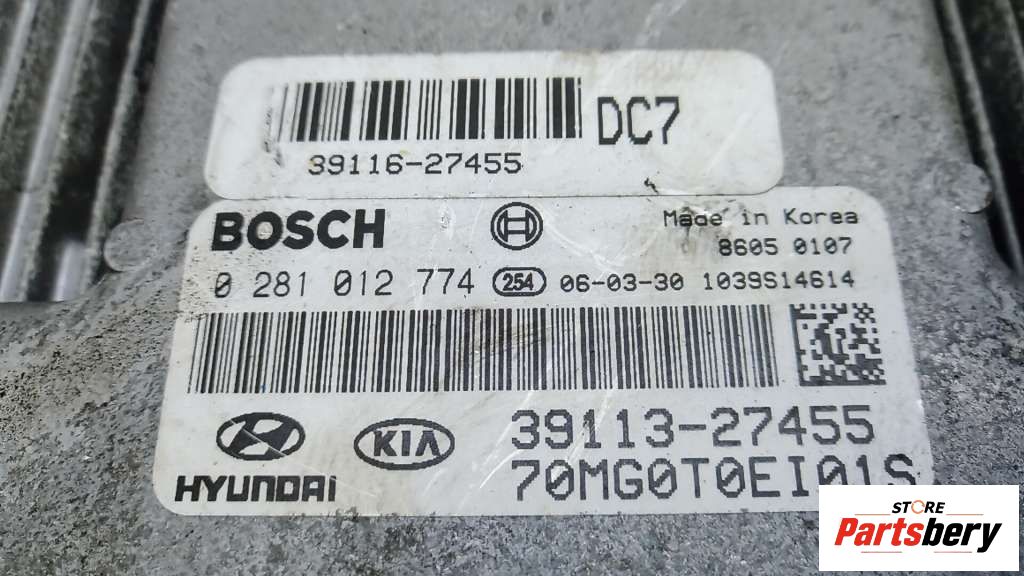 DC7
39116-27455
BOSCH
Made in Korea
8605 0107
0 281 012 774 254 06-03-30 1039S14614
HYUNDAI
KIA
39113-27455
70MG0T0EI01S
STORE
Partsbery